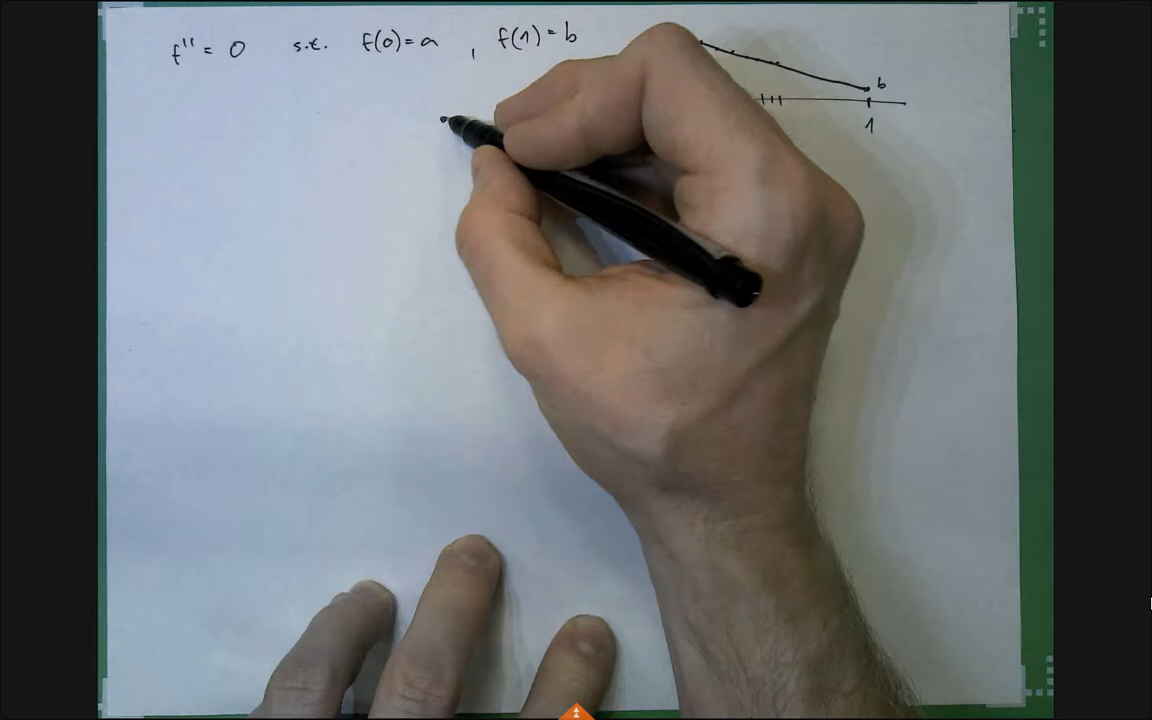 f'' = 0 s.t. f(0) = a , f(1) = b
b
1